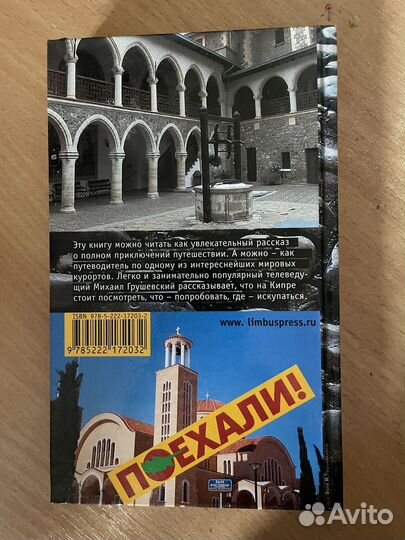 Эту книгу можно читать как увлекательный рассказ
о полном приключений путешествии. А можно – как
путеводитель по одному из интереснейших мировых
курортов. Легко и занимательно популярный телеведу-
щий Михаил Грушевский рассказывает, что на Кипре
стоит посмотреть, что – попробовать, где – искупаться.
ISBN 978-5-222-17203-2
9 785222 172032
www.limbuspress.ru
ПОЕХАЛИ!
Avito